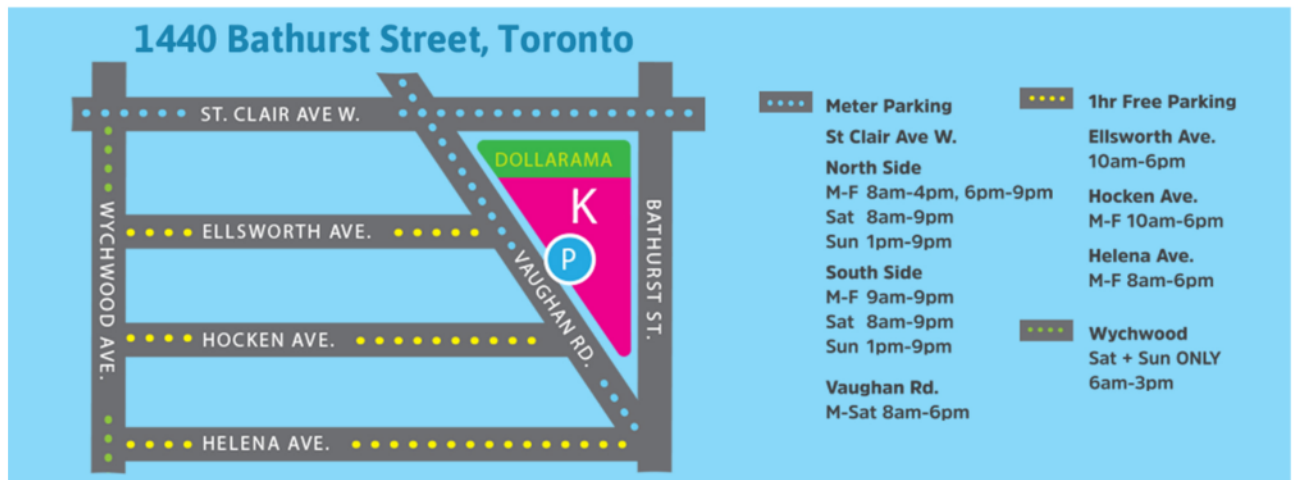 1440 Bathurst Street, Toronto
ST. CLAIR AVE W.
DOLLARAMA
K
P
WYCHWOOD AVE.
ELLSWORTH AVE.
VAUGHAN RD.
BATHURST ST.
HOCKEN AVE.
HELENA AVE.
Meter Parking
St Clair Ave W.
North Side
M-F 8am-4pm, 6pm-9pm
Sat 8am-9pm
Sun 1pm-9pm
South Side
M-F 9am-9pm
Sat 8am-9pm
Sun 1pm-9pm
Vaughan Rd.
M-Sat 8am-6pm
1hr Free Parking
Ellsworth Ave.
10am-6pm
Hocken Ave.
M-F 10am-6pm
Helena Ave.
M-F 8am-6pm
Wychwood
Sat + Sun ONLY
6am-3pm